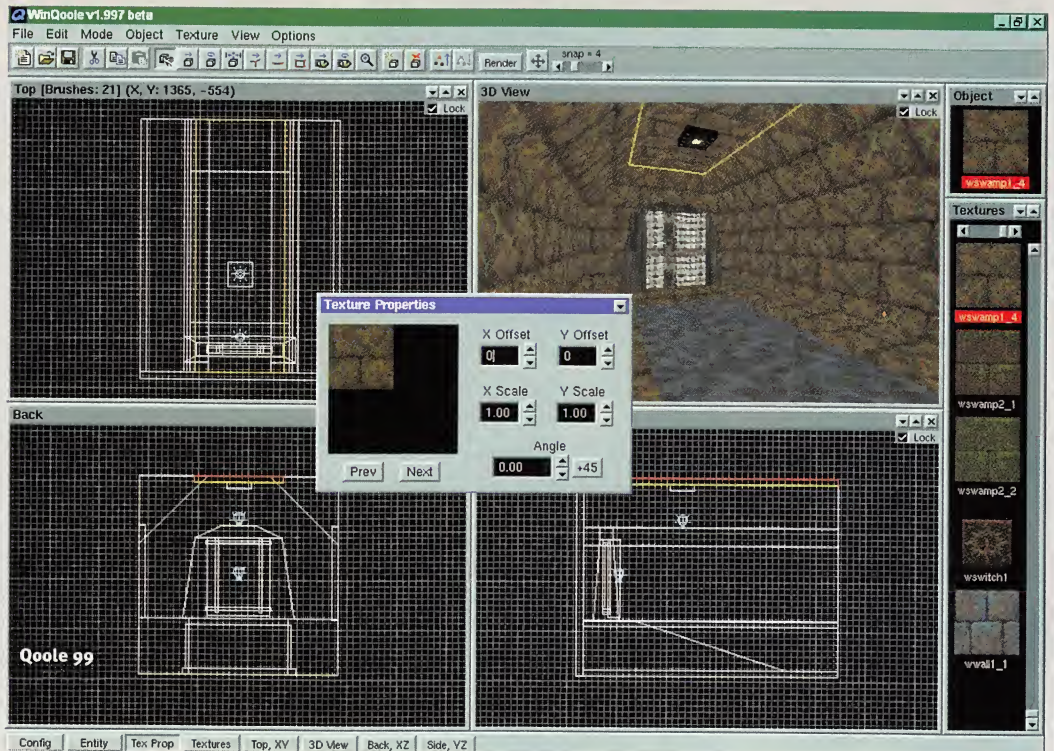 WinQoole v1.997 beta
File Edit Mode Object Texture View Options
Render
snap = 4
Top [Brushes: 21] (X, Y: 1365, -554)
Lock
3D View
Lock
Object
wswamp1_4
Textures
wswamp1_4
wswamp2_1
wswamp2_2
wswitch1
wwall1_1
Texture Properties
X Offset Y Offset
0 0
X Scale Y Scale
1.00 1.00
Angle
0.00 +45
Prev Next
Back
Lock
Qoole 99
Config Entity Tex Prop Textures Top, XY 3D View Back, XZ Side, YZ